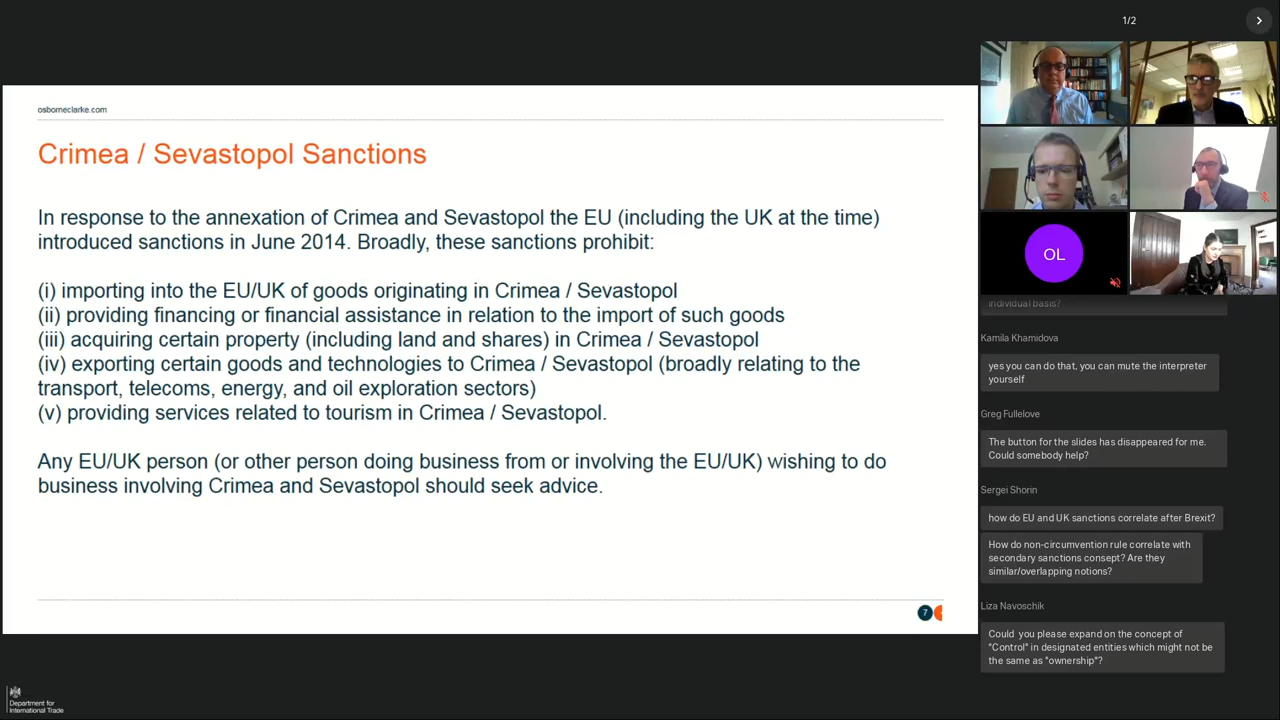 1/2
osborneclarke.com
Crimea / Sevastopol Sanctions
In response to the annexation of Crimea and Sevastopol the EU (including the UK at the time)
introduced sanctions in June 2014. Broadly, these sanctions prohibit:
(i) importing into the EU/UK of goods originating in Crimea / Sevastopol
(ii) providing financing or financial assistance in relation to the import of such goods
(iii) acquiring certain property (including land and shares) in Crimea / Sevastopol
(iv) exporting certain goods and technologies to Crimea / Sevastopol (broadly relating to the
transport, telecoms, energy, and oil exploration sectors)
(v) providing services related to tourism in Crimea / Sevastopol.
Any EU/UK person (or other person doing business from or involving the EU/UK) wishing to do
business involving Crimea and Sevastopol should seek advice.
7
Department for
International Trade
OL
individual basis?
Kamila Khamidova
yes you can do that, you can mute the interpreter
yourself
Greg Fullelove
The button for the slides has disappeared for me.
Could somebody help?
Sergei Shorin
how do EU and UK sanctions correlate after Brexit?
How do non-circumvention rule correlate with
secondary sanctions consept? Are they
similar/overlapping notions?
Liza Navoschik
Could  you please expand on the concept of
"Control" in designated entities which might not be
the same as "ownership"?